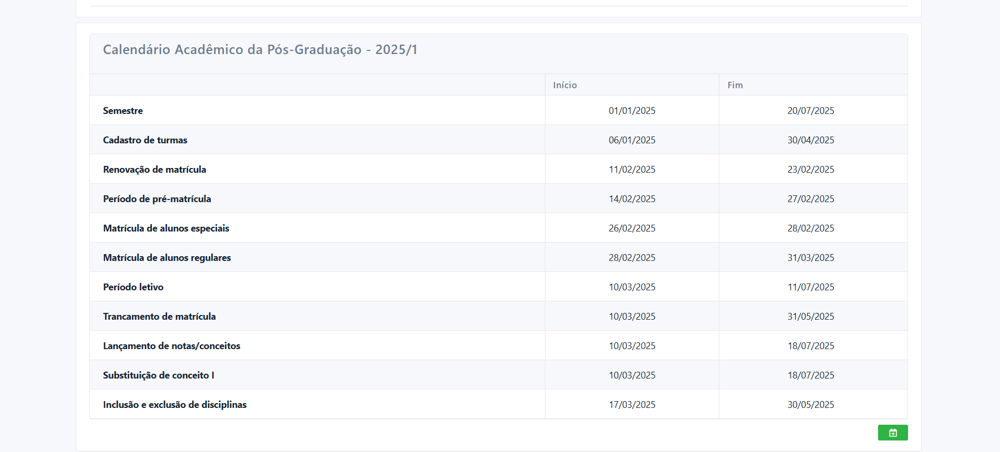 Calendário Acadêmico da Pós-Graduação - 2025/1
Início Fim
Semestre 01/01/2025 20/07/2025
Cadastro de turmas 06/01/2025 30/04/2025
Renovação de matrícula 11/02/2025 23/02/2025
Período de pré-matrícula 14/02/2025 27/02/2025
Matrícula de alunos especiais 26/02/2025 28/02/2025
Matrícula de alunos regulares 28/02/2025 31/03/2025
Período letivo 10/03/2025 11/07/2025
Trancamento de matrícula 10/03/2025 31/05/2025
Lançamento de notas/conceitos 10/03/2025 18/07/2025
Substituição de conceito I 10/03/2025 18/07/2025
Inclusão e exclusão de disciplinas 17/03/2025 30/05/2025